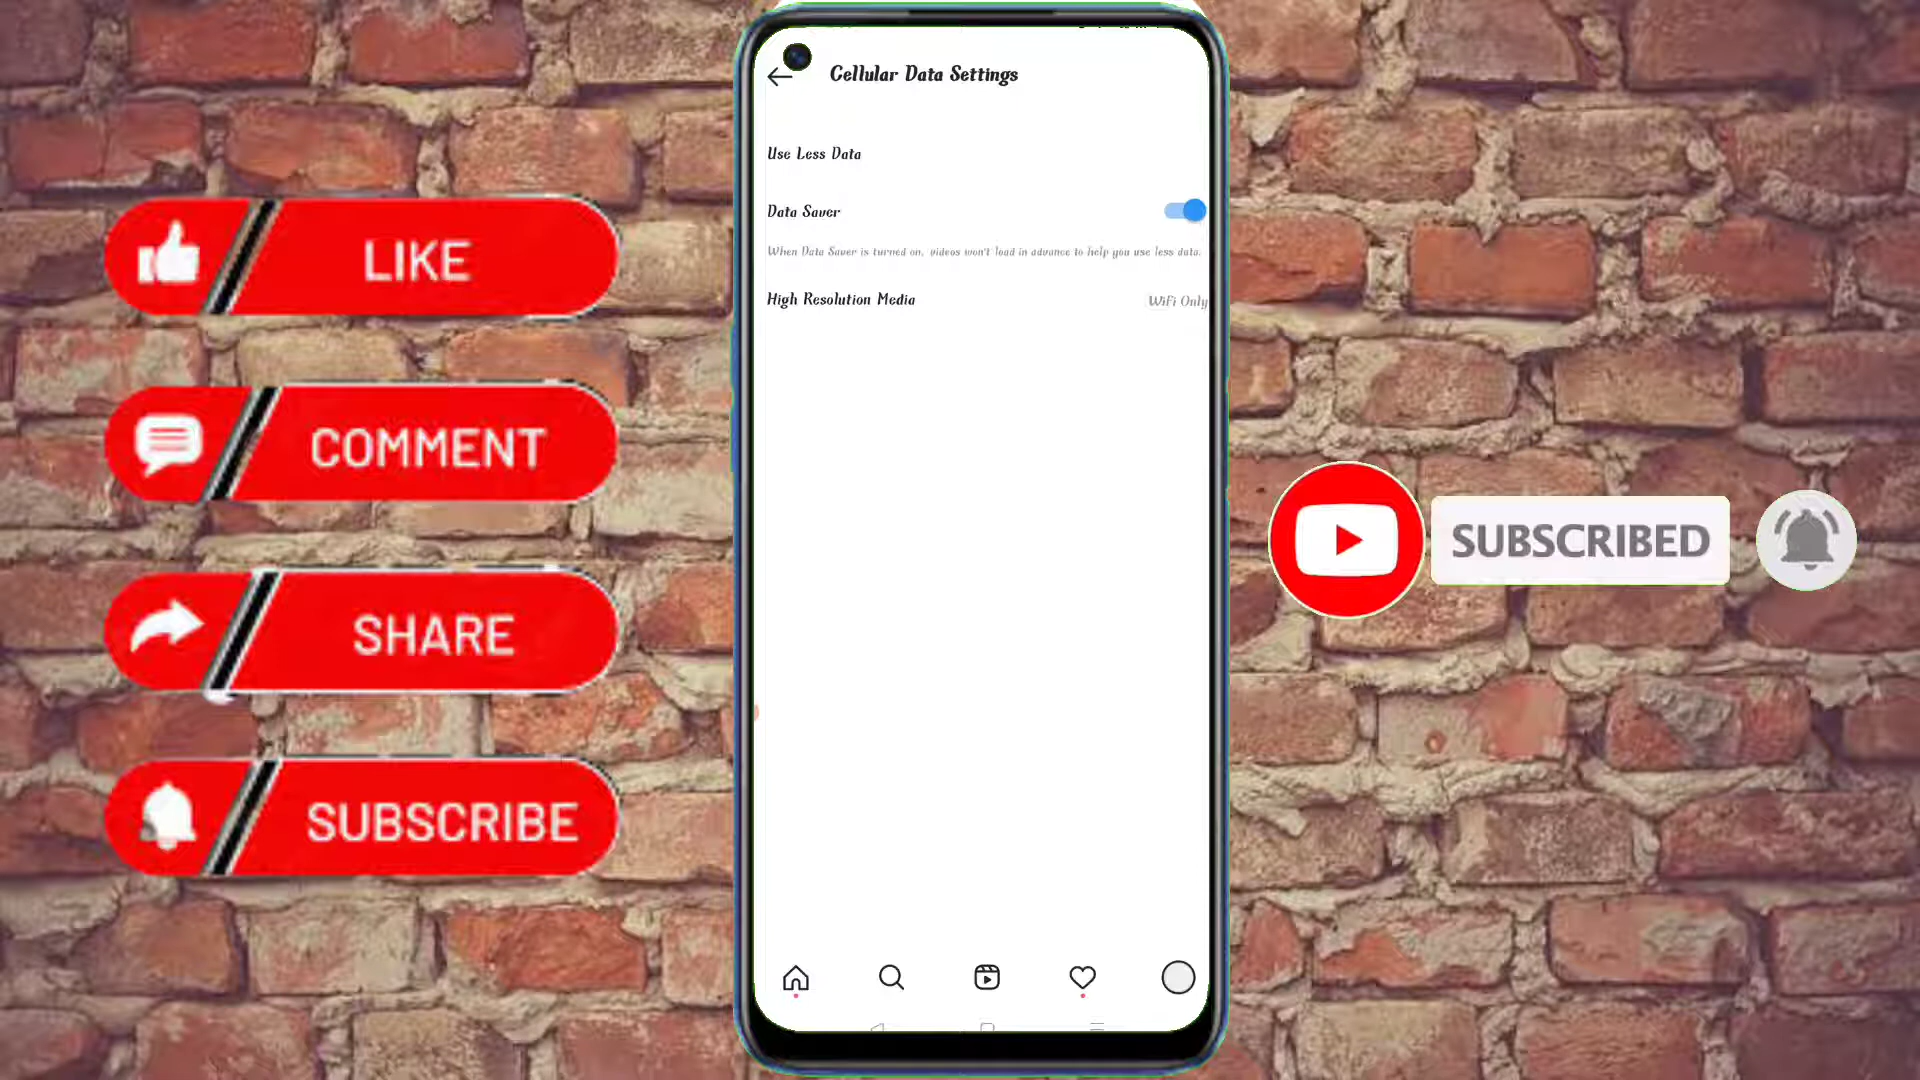 Cellular Data Settings
Use Less Data
Data Saver
When Data Saver is turned on, videos won't load in advance to help you use less data.
High Resolution Media
WiFi Only
LIKE
COMMENT
SHARE
SUBSCRIBE
SUBSCRIBED